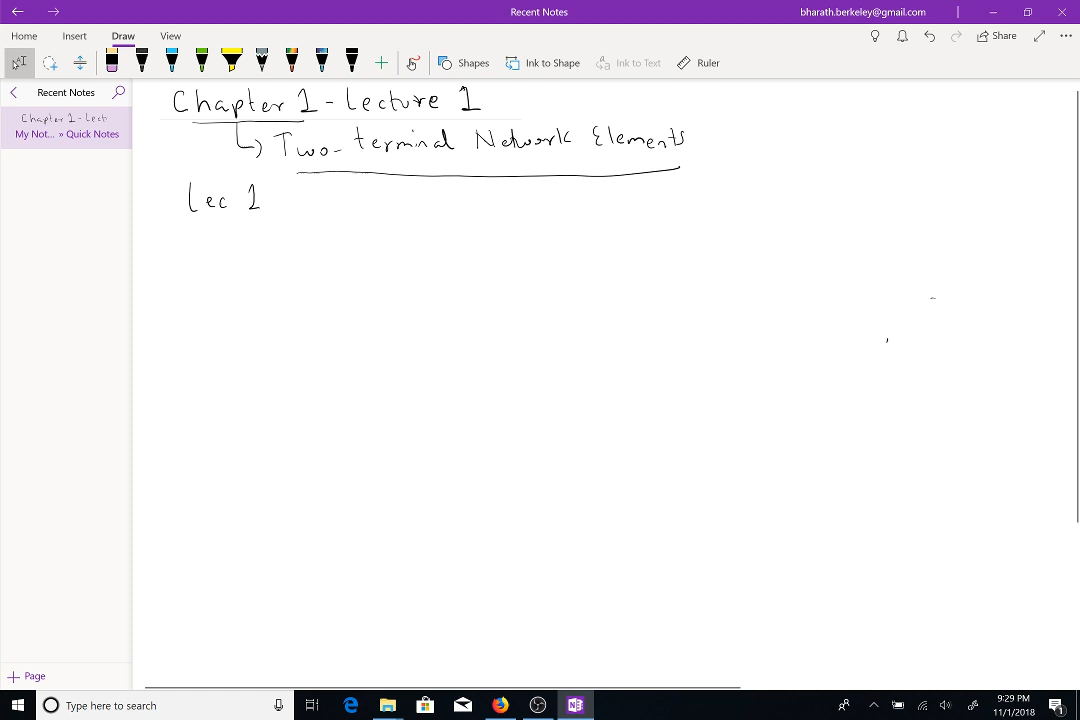 Recent Notes
bharath.berkeley@gmail.com
Home Insert Draw View
Share
Shapes Ink to Shape Ink to Text Ruler
Recent Notes
Chapter 1 - Lect
My Not... » Quick Notes
Chapter 1 - Lecture 1
Two-terminal Network Elements
Lec 1
Page
Type here to search
9:29 PM
11/1/2018
1